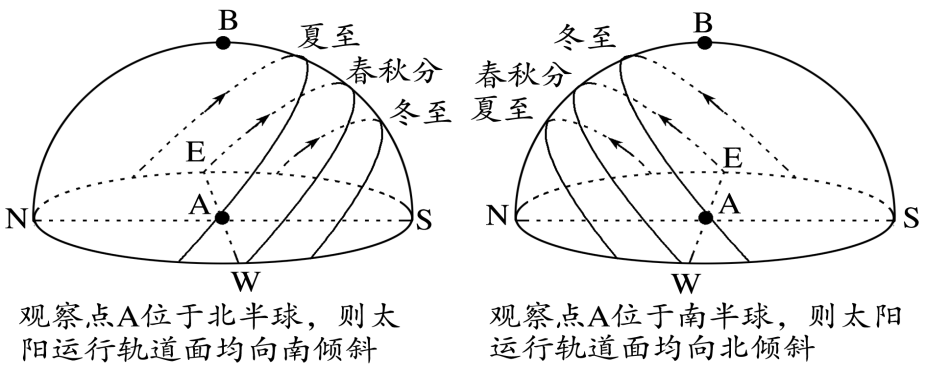 B
夏至
春秋分
冬至
E
N
A
S
W
观察点A位于北半球，则太
阳运行轨道面均向南倾斜
B
冬至
春秋分
夏至
E
N
A
S
W
观察点A位于南半球，则太阳
运行轨道面均向北倾斜